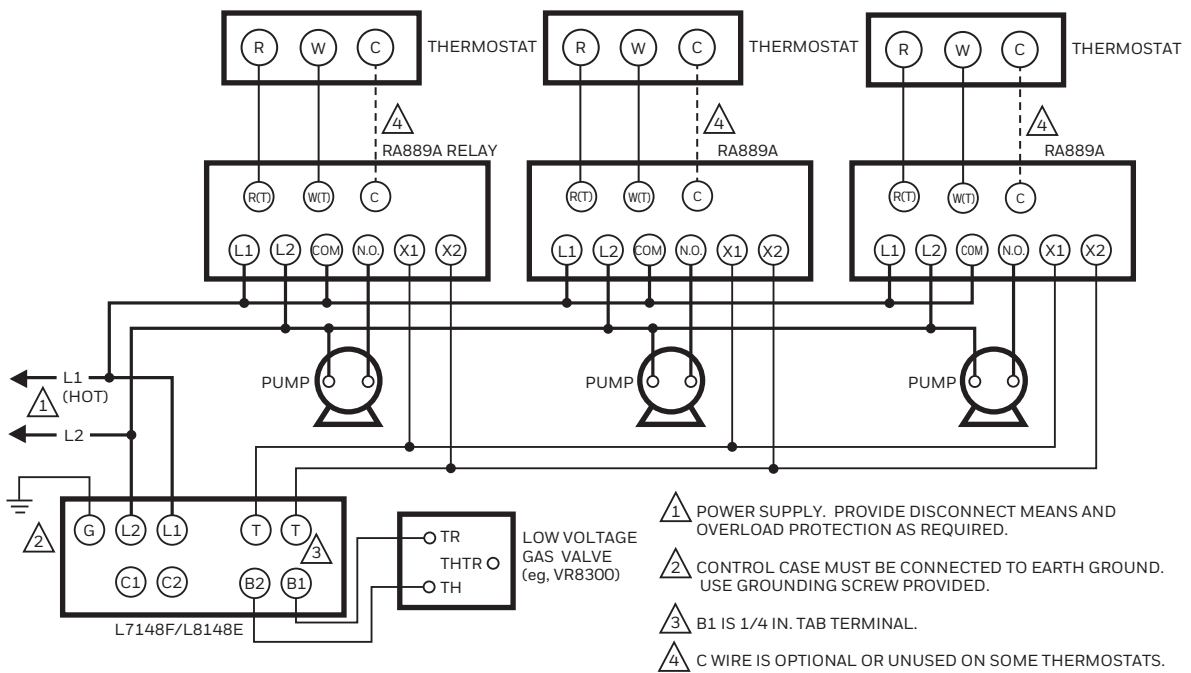 R W C THERMOSTAT
R W C THERMOSTAT
R W C THERMOSTAT
4
4
4
RA889A RELAY
RA889A
RA889A
R(T) W(T) C
R(T) W(T) C
R(T) W(T) C
L1 L2 COM N.O. X1 X2
L1 L2 COM N.O. X1 X2
L1 L2 COM N.O. X1 X2
PUMP
PUMP
PUMP
L1
(HOT)
1
L2
G L2 L1 T T
2
3
C1 C2 B2 B1
L7148F/L8148E
TR
THTR
TH
LOW VOLTAGE
GAS VALVE
(eg, VR8300)
1 POWER SUPPLY. PROVIDE DISCONNECT MEANS AND
OVERLOAD PROTECTION AS REQUIRED.
2 CONTROL CASE MUST BE CONNECTED TO EARTH GROUND.
USE GROUNDING SCREW PROVIDED.
3 B1 IS 1/4 IN. TAB TERMINAL.
4 C WIRE IS OPTIONAL OR UNUSED ON SOME THERMOSTATS.